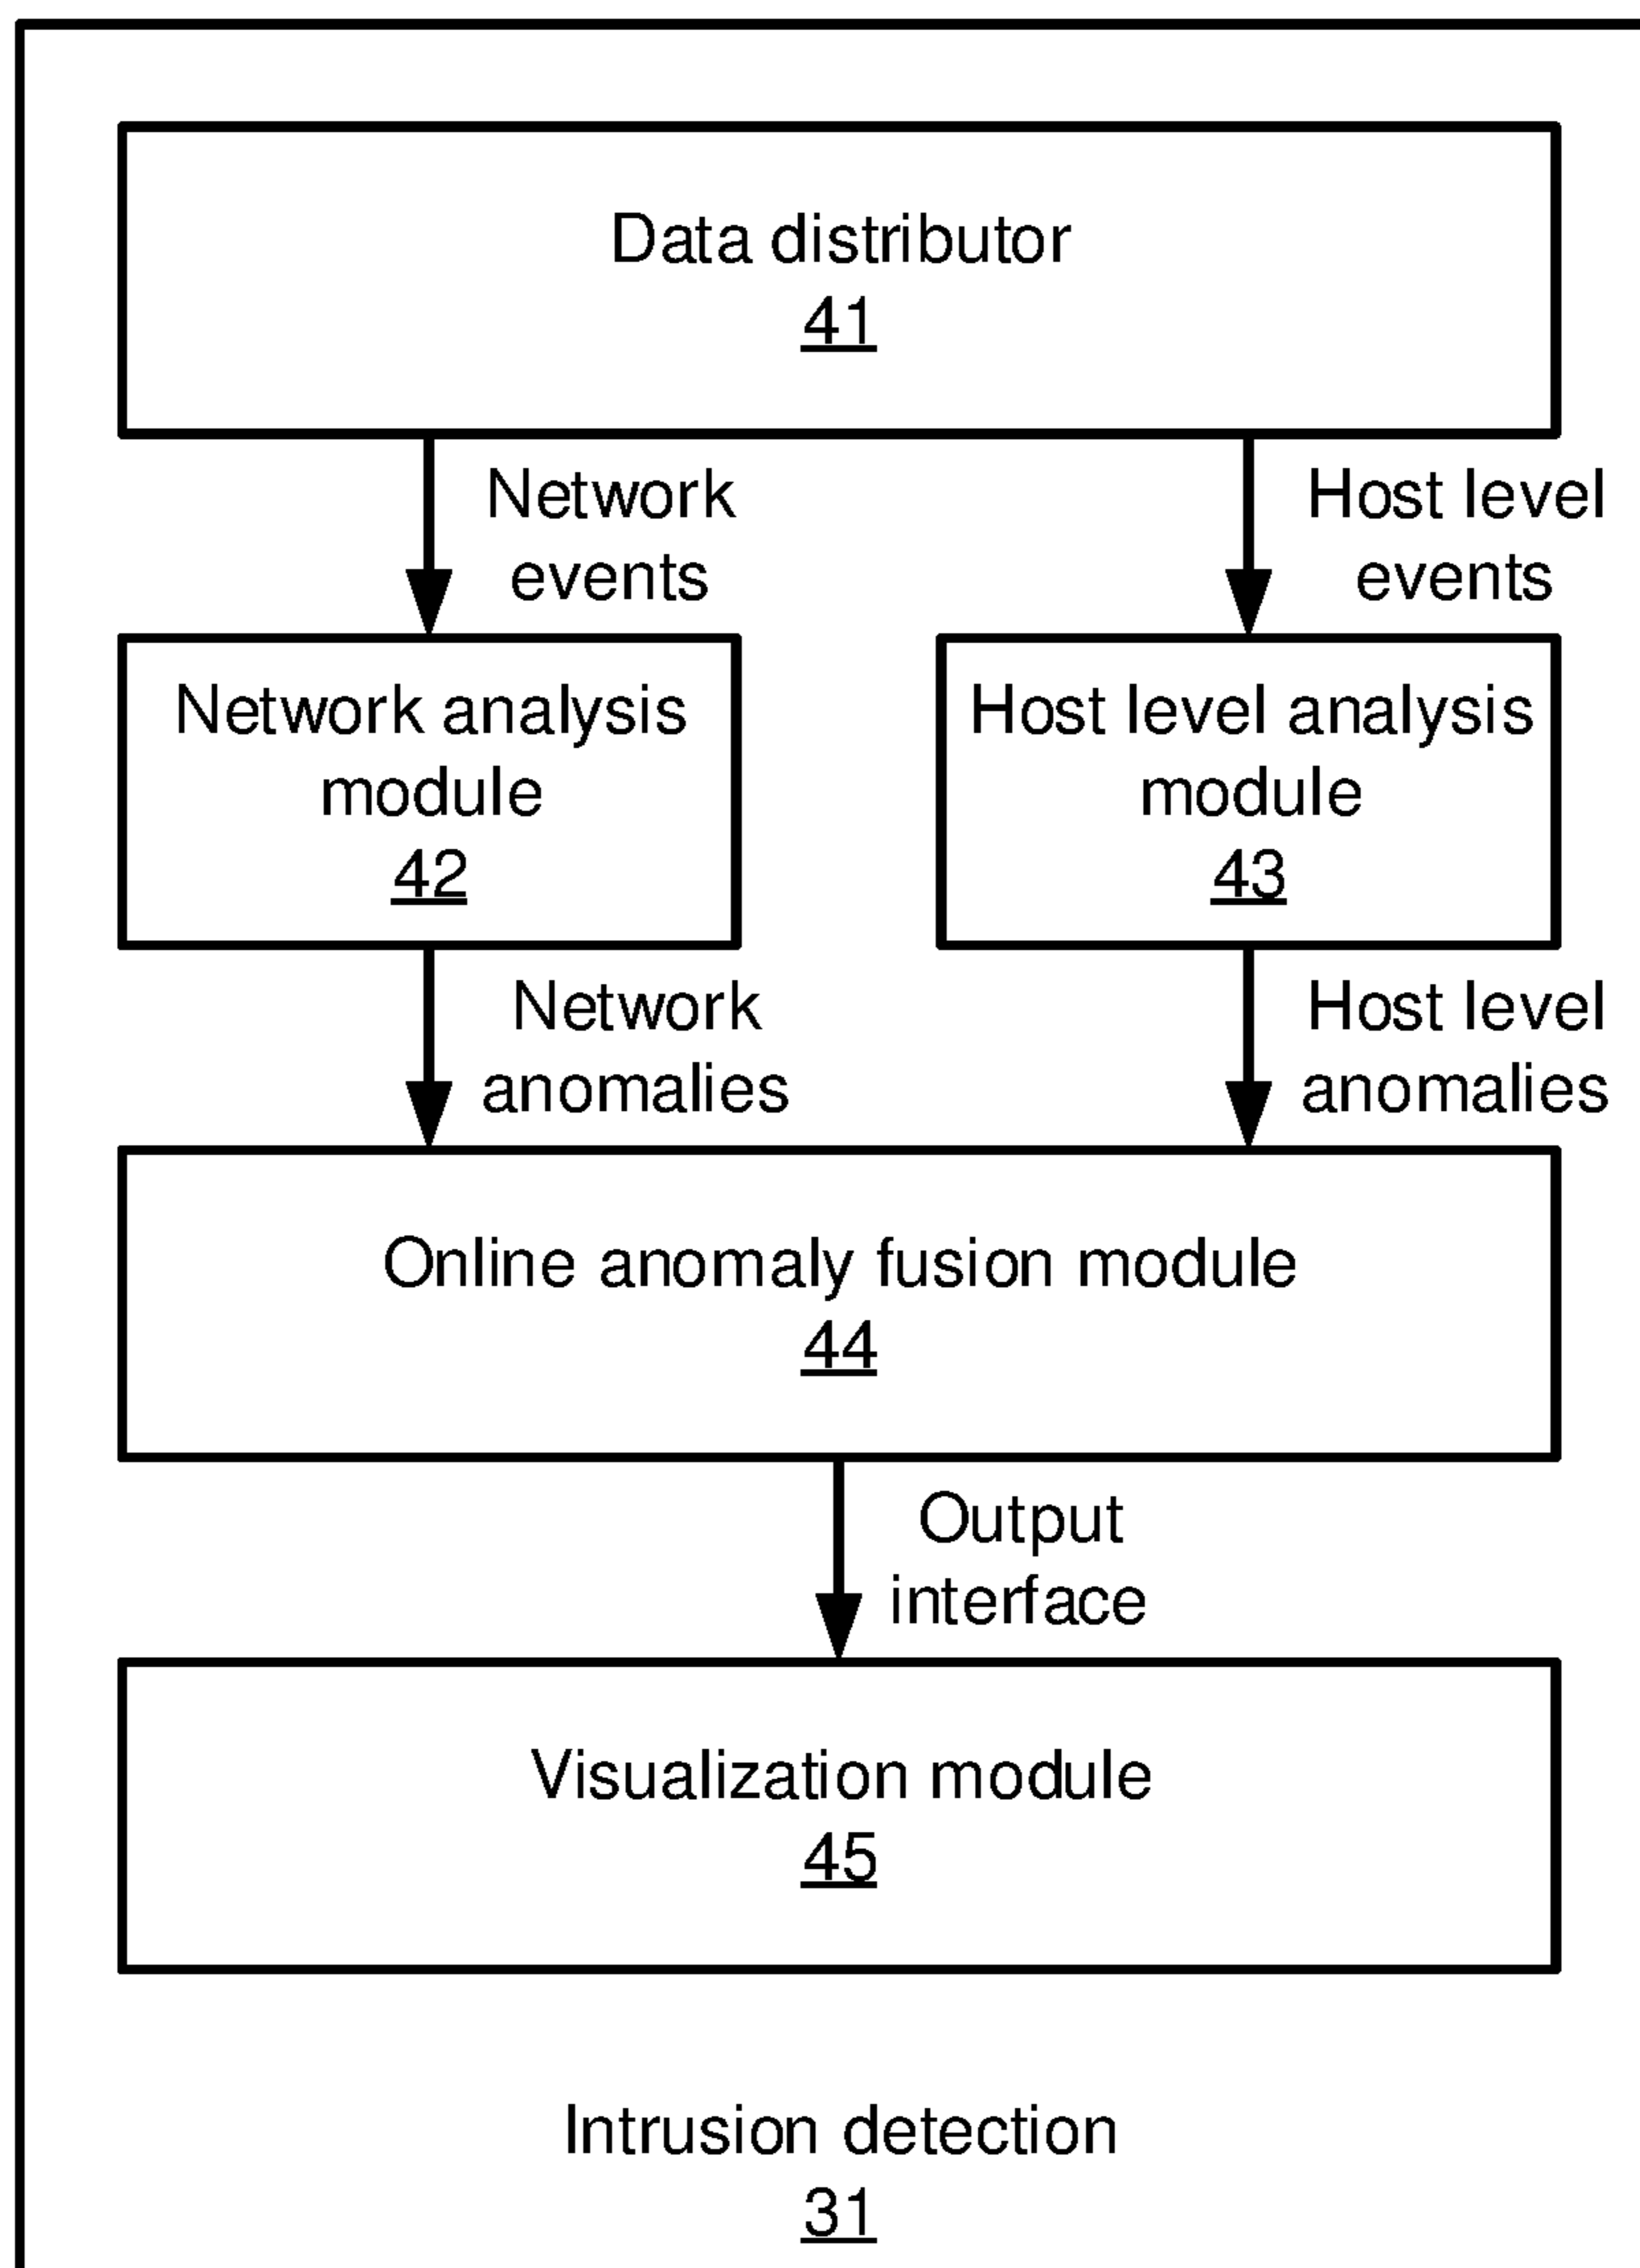 Data distributor
41
Network
events
Host level
events
Network analysis
module
42
Host level analysis
module
43
Network
anomalies
Host level
anomalies
Online anomaly fusion module
44
Output
interface
Visualization module
45
Intrusion detection
31